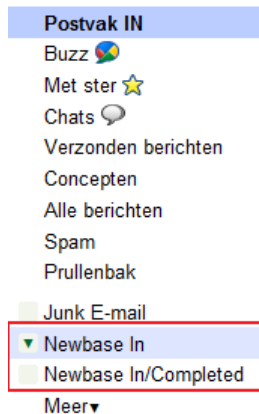 Postvak IN
Buzz
Met ster
Chats
Verzonden berichten
Concepten
Alle berichten
Spam
Prullenbak
Junk E-mail
Newbase In
Newbase In/Completed
Meer▾